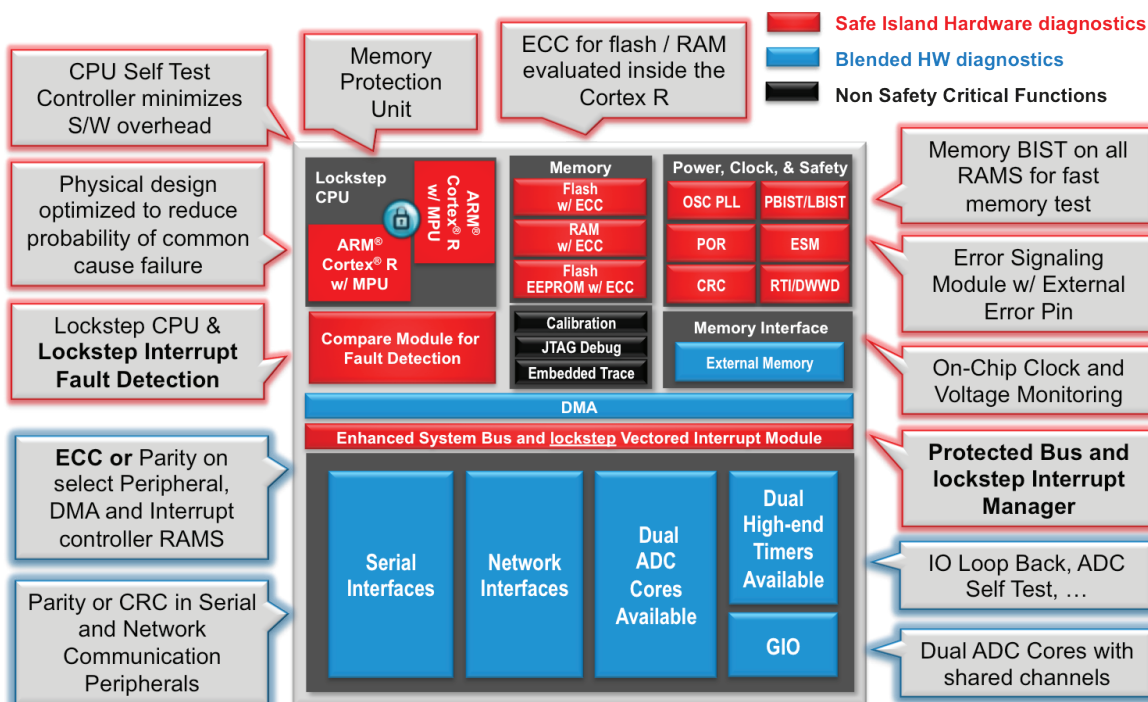 Safe Island Hardware diagnostics
Blended HW diagnostics
Non Safety Critical Functions
CPU Self Test
Controller minimizes
S/W overhead
Memory
Protection
Unit
ECC for flash / RAM
evaluated inside the
Cortex R
Physical design
optimized to reduce
probability of common
cause failure
Lockstep CPU &
Lockstep Interrupt
Fault Detection
ECC or Parity on
select Peripheral,
DMA and Interrupt
controller RAMS
Parity or CRC in Serial
and Network
Communication
Peripherals
Lockstep
CPU
ARM®
Cortex® R
w/ MPU
ARM®
Cortex® R
w/ MPU
Compare Module for
Fault Detection
Memory
Flash
w/ ECC
RAM
w/ ECC
Flash
EEPROM w/ ECC
Calibration
JTAG Debug
Embedded Trace
Power, Clock, & Safety
OSC PLL
PBIST/LBIST
POR
ESM
CRC
RTI/DWWD
Memory Interface
External Memory
DMA
Enhanced System Bus and lockstep Vectored Interrupt Module
Serial
Interfaces
Network
Interfaces
Dual
ADC
Cores
Available
Dual
High-end
Timers
Available
GIO
Memory BIST on all
RAMS for fast
memory test
Error Signaling
Module w/ External
Error Pin
On-Chip Clock and
Voltage Monitoring
Protected Bus and
lockstep Interrupt
Manager
IO Loop Back, ADC
Self Test, …
Dual ADC Cores with
shared channels